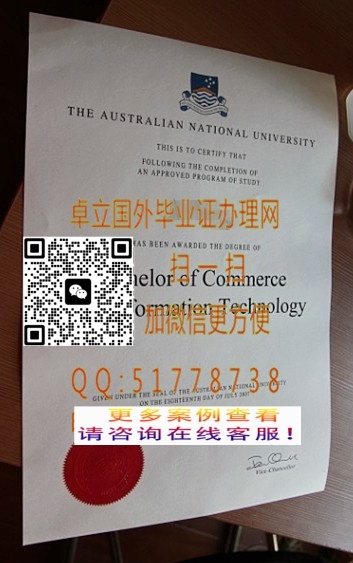 THE AUSTRALIAN NATIONAL UNIVERSITY
THIS IS TO CERTIFY THAT
FOLLOWING THE COMPLETION OF
AN APPROVED PROGRAM OF STUDY
卓立国外毕业证办理网
HAS BEEN AWARDED THE DEGREE OF
扫一扫
helor of Commerce
formation Technology
加微信更方便
QQ:51778738
GIVEN UNDER THE SEAL OF THE AUSTRALIAN NATIONAL UNIVERSITY
ON THE EIGHTEENTH DAY OF JULY 2007
更多案例查看
请咨询在线客服!
Vice-Chancellor